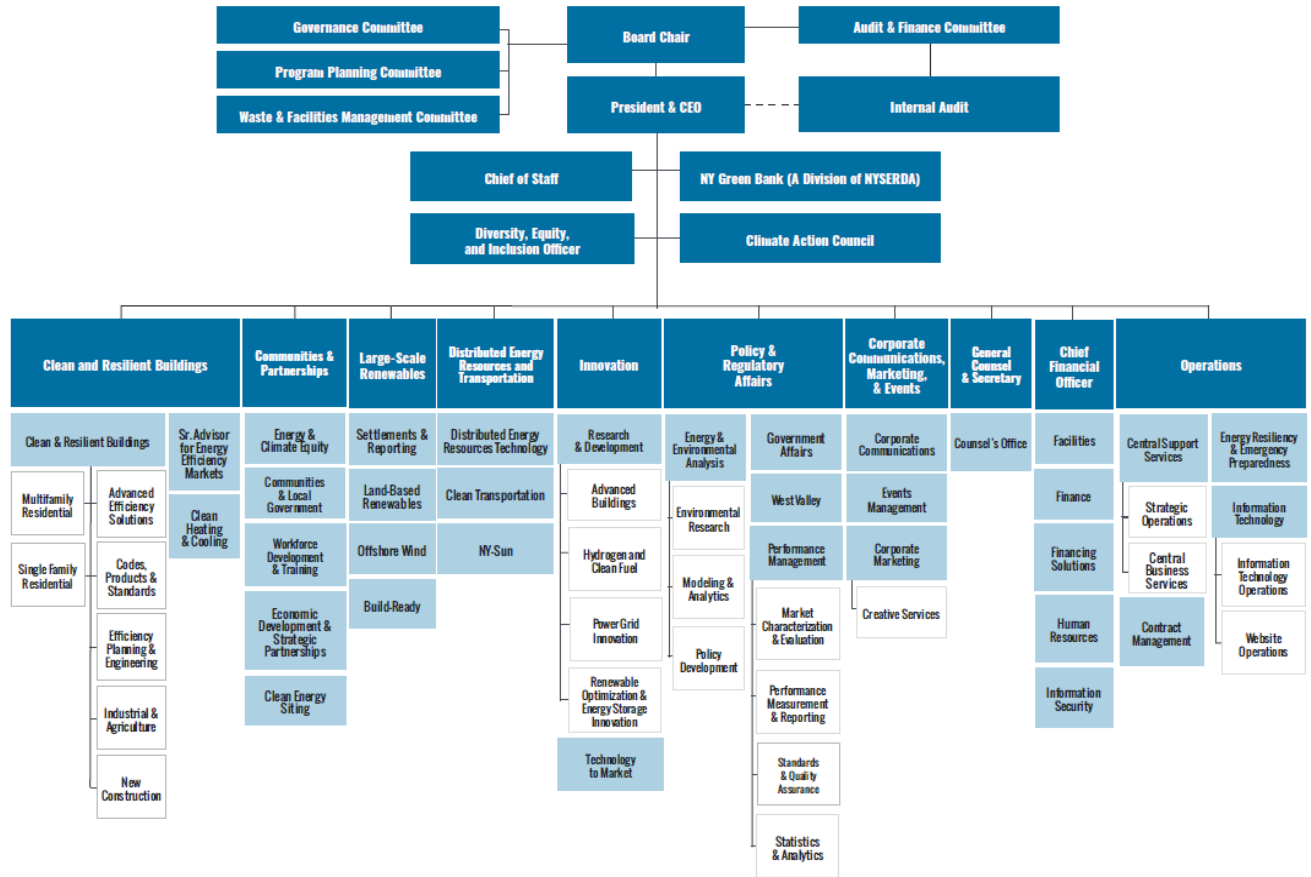 Governance Committee
Board Chair
Audit & Finance Committee
Program Planning Committee
Waste & Facilities Management Committee
President & CEO
Internal Audit
Chief of Staff
NY Green Bank (A Division of NYSERDA)
Diversity, Equity,
and Inclusion Officer
Climate Action Council
Clean and Resilient Buildings
Clean & Resilient Buildings
Multifamily
Residential
Single Family
Residential
Advanced
Efficiency
Solutions
Codes,
Products &
Standards
Efficiency
Planning &
Engineering
Industrial &
Agriculture
New
Construction
Sr. Advisor
for Energy
Efficiency
Markets
Clean
Heating
& Cooling
Communities &
Partnerships
Energy &
Climate Equity
Communities
& Local
Government
Workforce
Development
& Training
Economic
Development &
Strategic
Partnerships
Clean Energy
Siting
Large-Scale
Renewables
Settlements &
Reporting
Land-Based
Renewables
Offshore Wind
Build-Ready
Distributed Energy
Resources and
Transportation
Distributed Energy
Resources Technology
Clean Transportation
NY-Sun
Innovation
Research
& Development
Advanced
Buildings
Hydrogen and
Clean Fuel
Power Grid
Innovation
Renewable
Optimization &
Energy Storage
Innovation
Technology
to Market
Policy &
Regulatory
Affairs
Energy &
Environmental
Analysis
Environmental
Research
Modeling &
Analytics
Policy
Development
Government
Affairs
West Valley
Performance
Management
Market
Characterization
& Evaluation
Performance
Measurement
& Reporting
Standards
& Quality
Assurance
Statistics
& Analytics
Corporate
Communications,
Marketing,
& Events
Corporate
Communications
Events
Management
Corporate
Marketing
Creative Services
General
Counsel
& Secretary
Counsel's Office
Chief
Financial
Officer
Facilities
Finance
Financing
Solutions
Human
Resources
Information
Security
Operations
Central Support
Services
Strategic
Operations
Central
Business
Services
Contract
Management
Energy Resiliency
& Emergency
Preparedness
Information
Technology
Information
Technology
Operations
Website
Operations